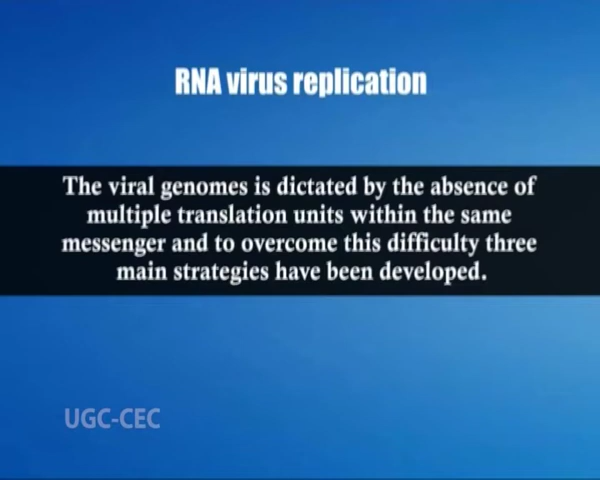 RNA virus replication
The viral genomes is dictated by the absence of
multiple translation units within the same
messenger and to overcome this difficulty three
main strategies have been developed.
UGC-CEC